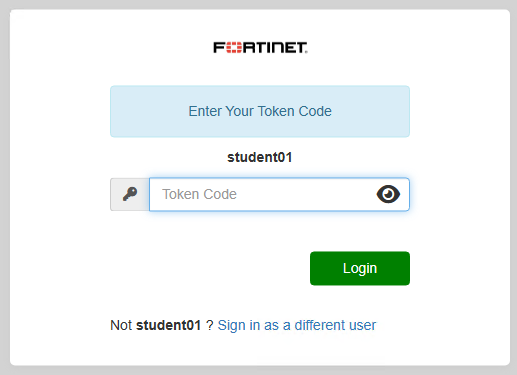 FORTINET
Enter Your Token Code
student01
Token Code
Login
Not student01 ? Sign in as a different user